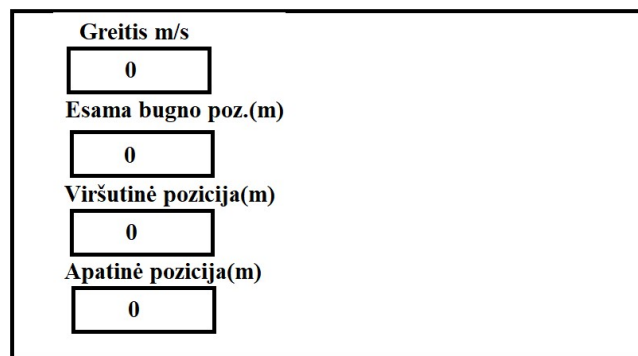 Greitis m/s
0
Esama bugno poz.(m)
0
Viršutinė pozicija(m)
0
Apatinė pozicija(m)
0